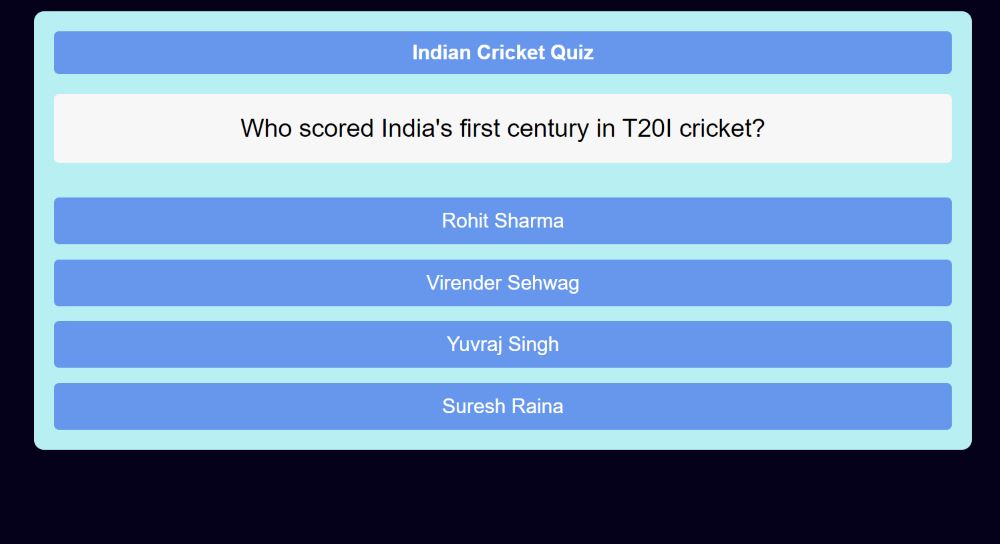 Indian Cricket Quiz
Who scored India's first century in T20I cricket?
Rohit Sharma
Virender Sehwag
Yuvraj Singh
Suresh Raina